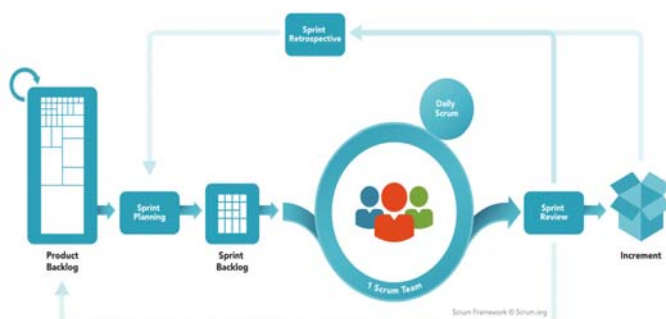 Sprint
Retrospective
Daily
Scrum
Sprint
Planning
Sprint
Review
Product
Backlog
Sprint
Backlog
1 Scrum Team
Increment
Scrum Framework © Scrum.org